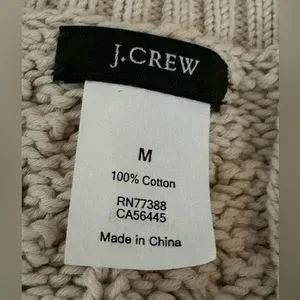 J.CREW
M
100% Cotton
RN77388
CA56445
Made in China